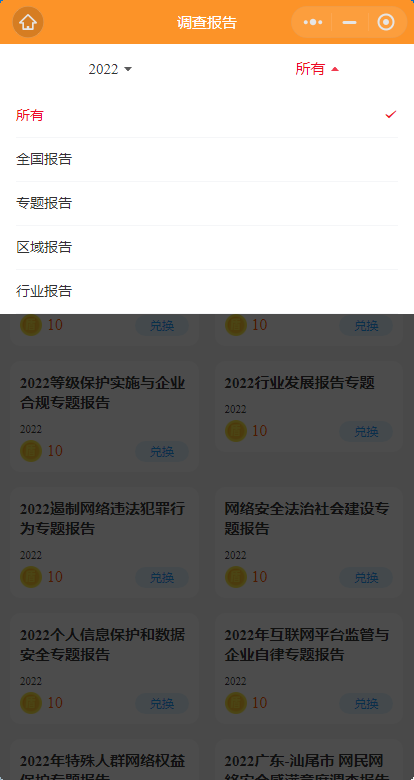 调查报告
2022
所有
所有
全国报告
专题报告
区域报告
行业报告
10
兑换
10
兑换
2022等级保护实施与企业
合规专题报告
2022
10
兑换
2022行业发展报告专题
2022
10
兑换
2022遏制网络违法犯罪行
为专题报告
2022
10
兑换
网络安全法治社会建设专
题报告
2022
10
兑换
2022个人信息保护和数据
安全专题报告
2022
10
兑换
2022年互联网平台监管与
企业自律专题报告
2022
10
兑换
2022年特殊人群网络权益
保护专题报告
2022广东-汕尾市 网民网
络安全感满意度调查报告